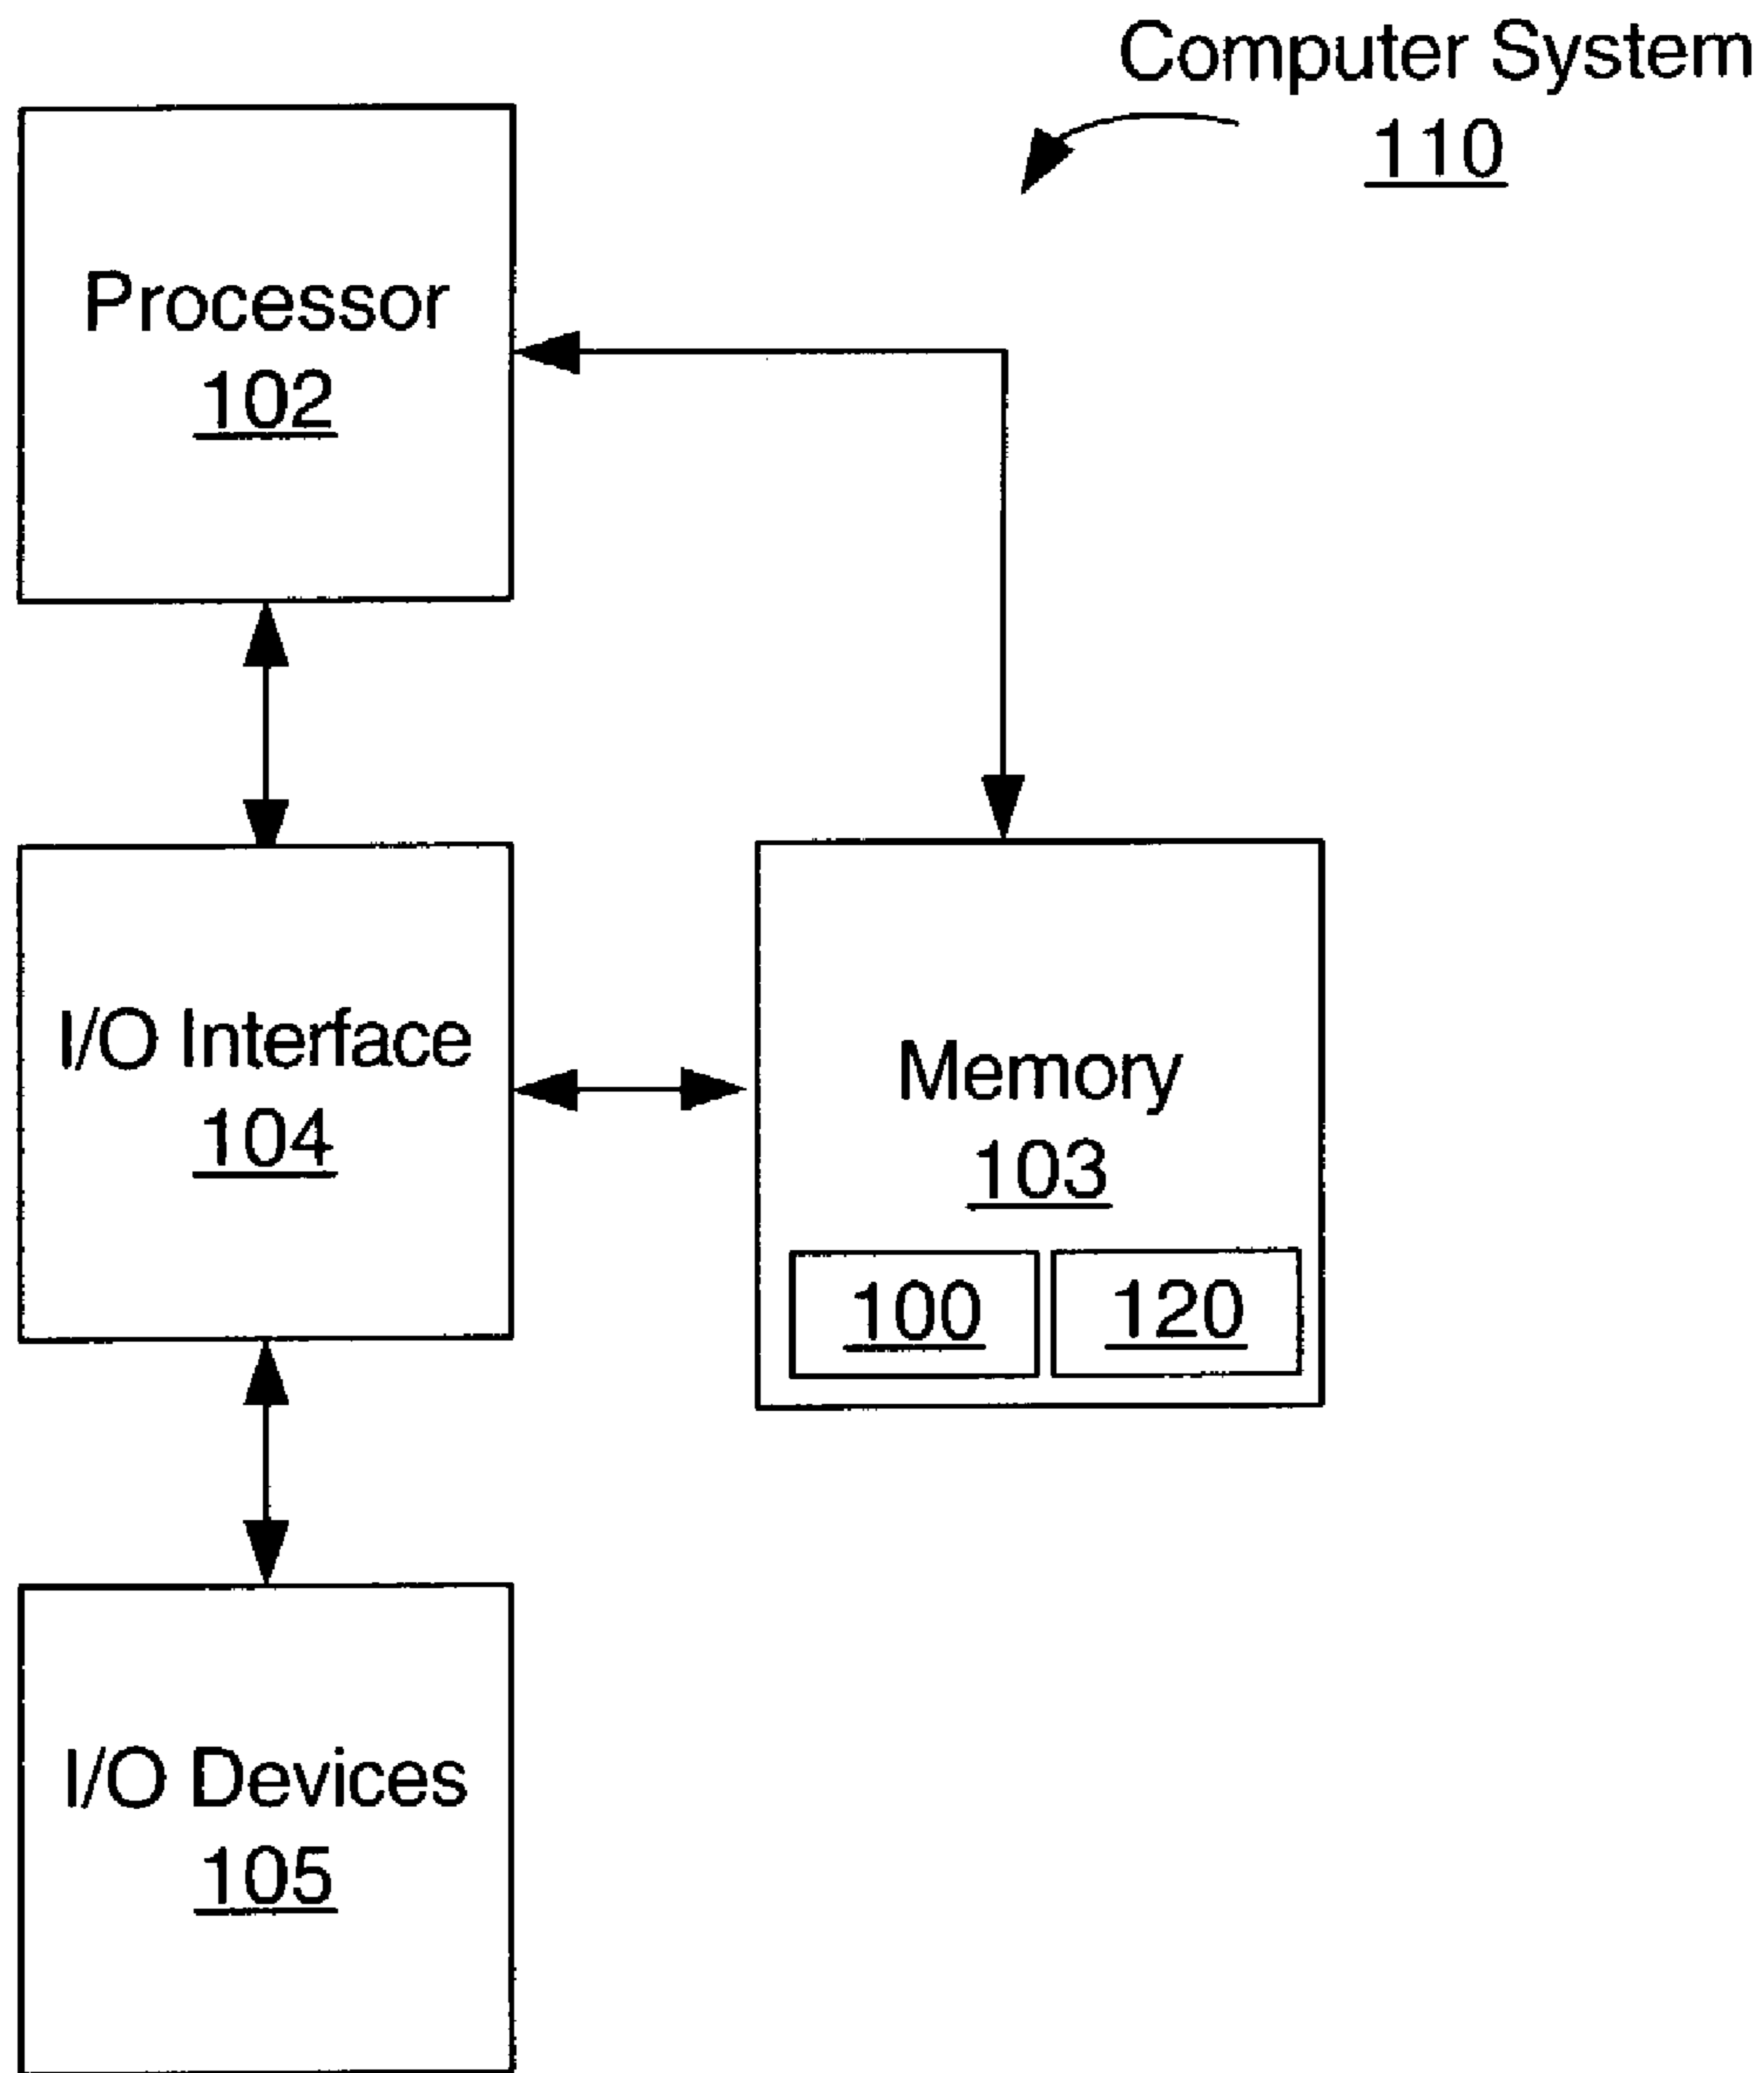 Computer System
110
Processor
102
I/O Interface
104
Memory
103
100 120
I/O Devices
105